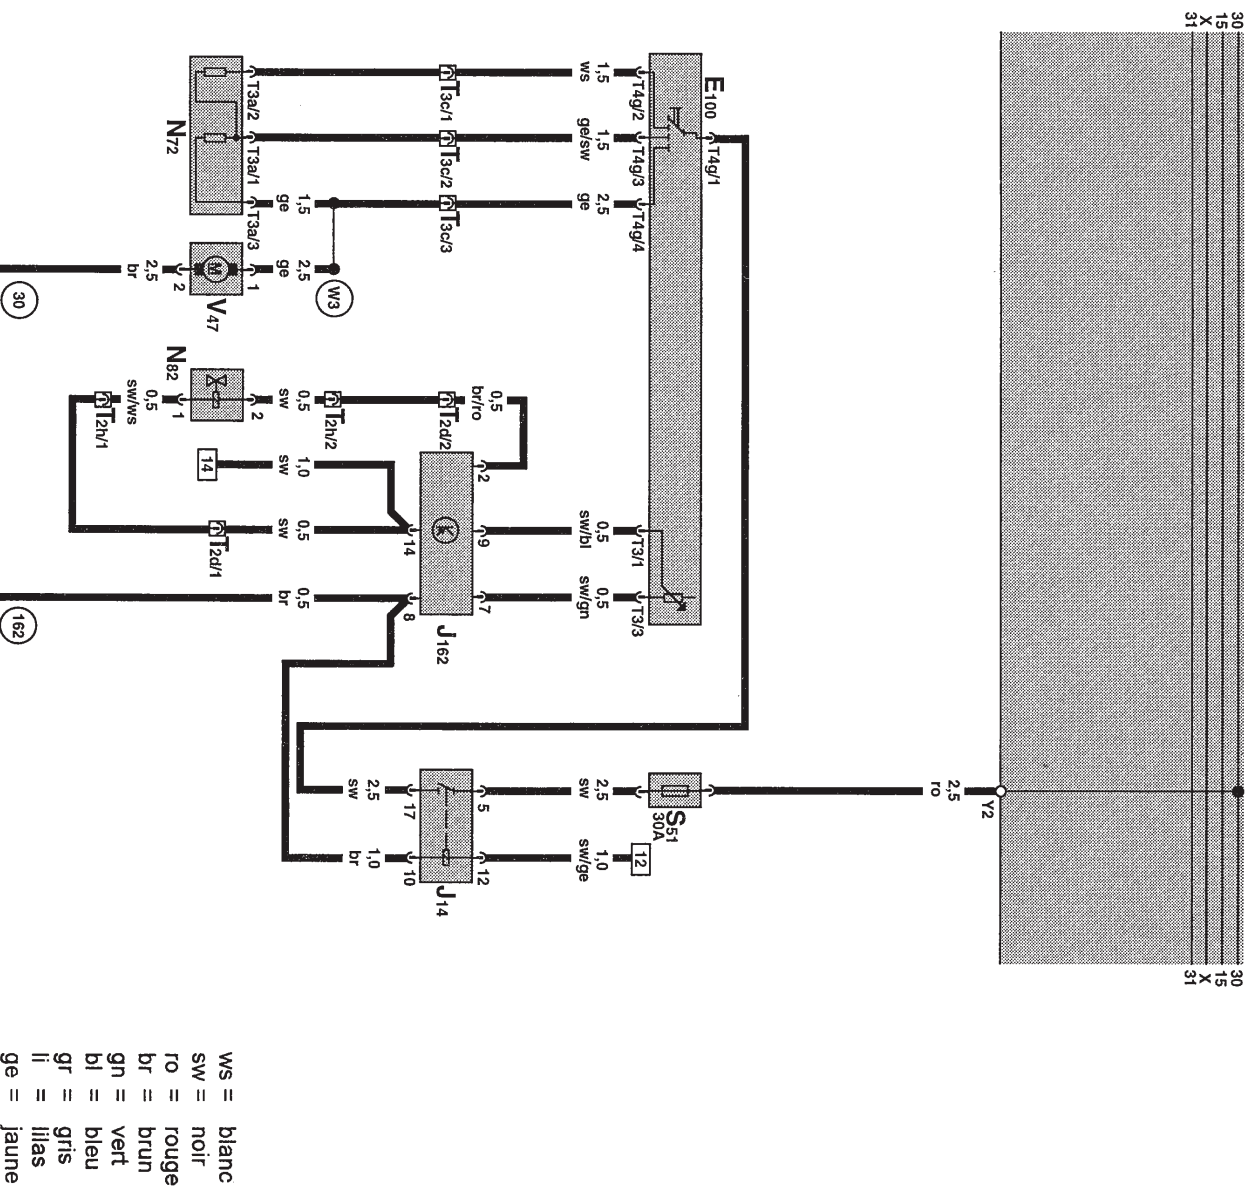 30
15
X
31
30
15
X
31
Y2
2,5
ro
E100
T4g/1
T4g/2
T4g/3
T4g/4
T3/1
T3/3
S51
30A
1,5
ws
1,5
ge/sw
2,5
ge
0,5
sw/bl
0,5
sw/gn
2,5
sw
1,0
sw/ge
12
T3c/1
T3c/2
T3c/3
0,5
br/ro
T2d/2
2
9
7
5
12
J162
J14
14
8
17
10
2,5
sw
1,0
br
W3
1,5
ge
2,5
ge
T2h/2
0,5
sw
1,0
sw
0,5
sw
0,5
br
T3a/2
T3a/1
T3a/3
1
2
N72
M
V47
N82
14
T2d/1
2
1
2,5
br
0,5
sw/ws
T2h/1
30
162
ws = blanc
sw = noir
ro = rouge
br = brun
gn = vert
bl = bleu
gr = gris
li = lilas
ge = jaune